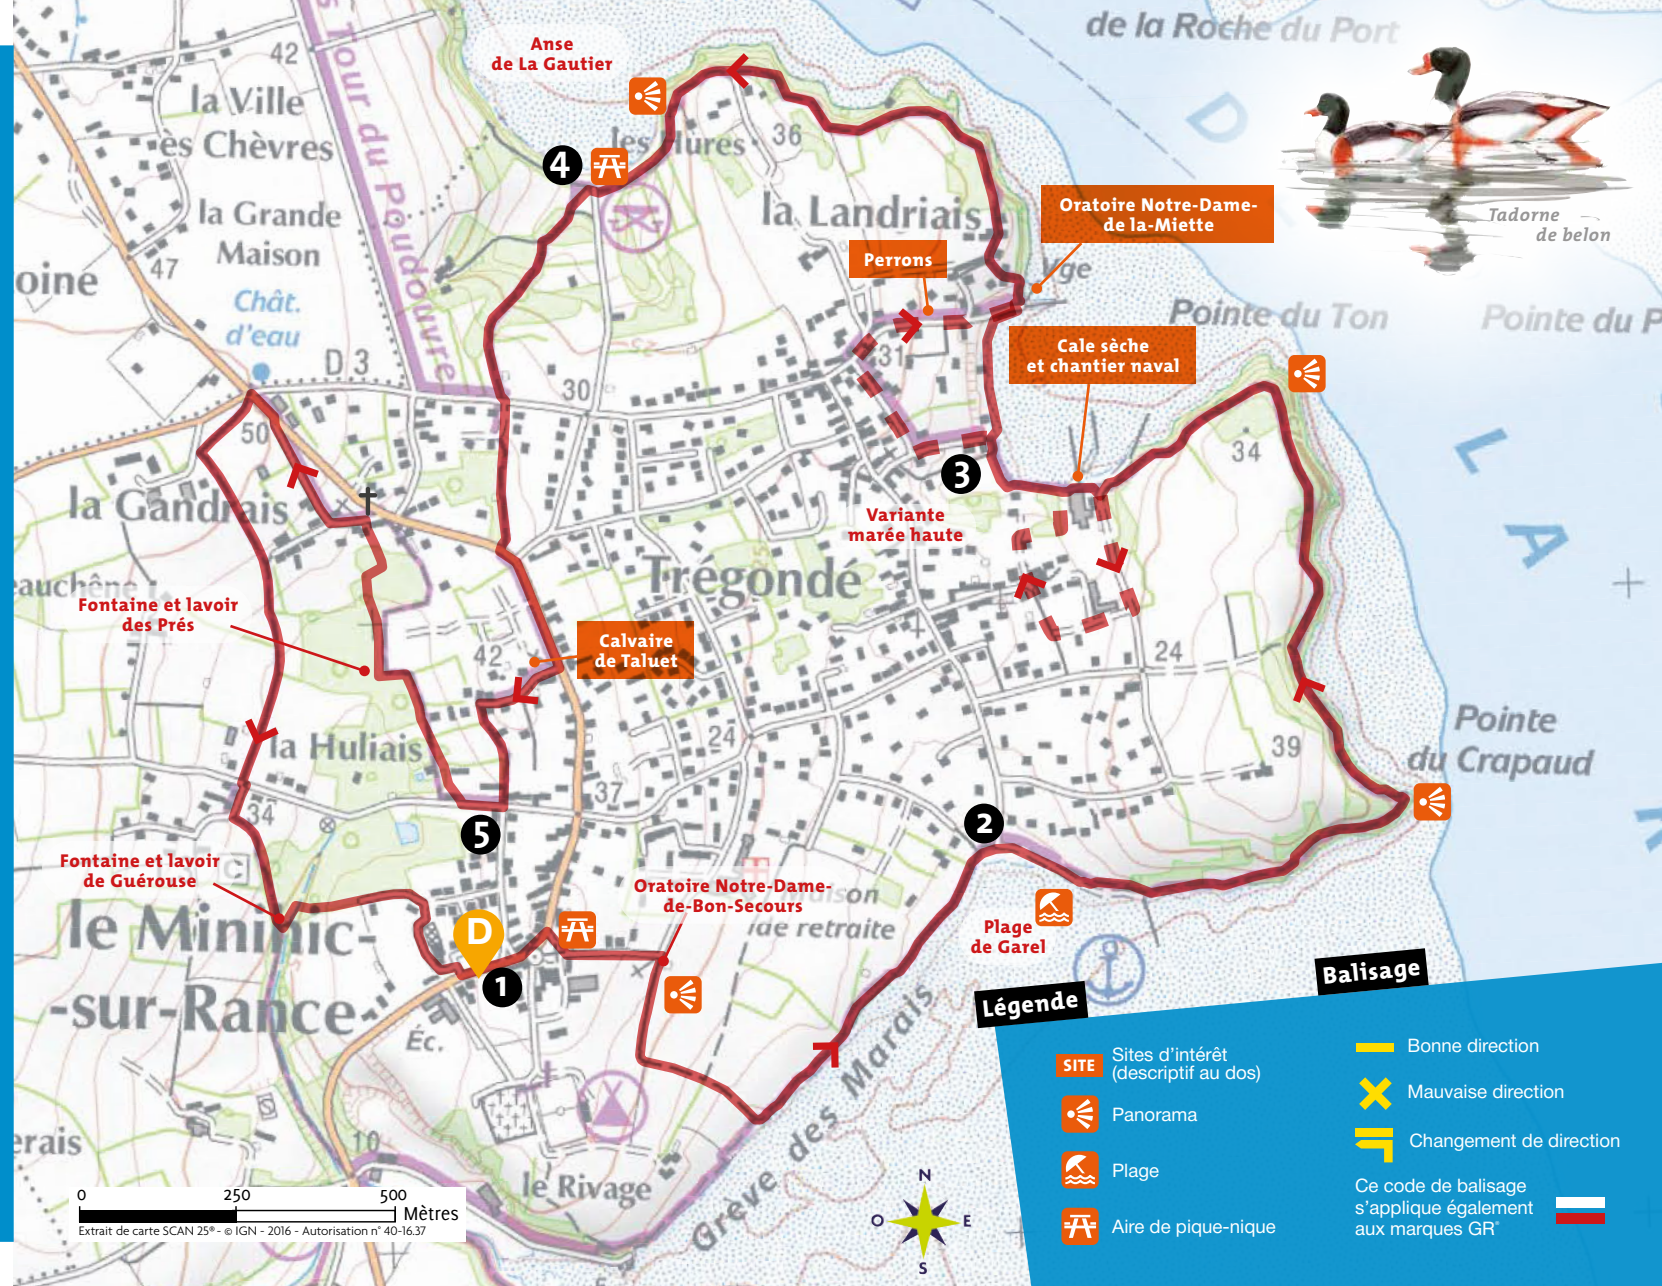 de la Roche du Port
Anse
de La Gautier
42
Tour du Poudouvre
la Ville
ès Chèvres
les Hures
36
D
4
la Landriais
Oratoire Notre-Dame-
de la-Miette
Tadorne
de belon
la Grande
Maison
47
oine
Perrons
Vge
Pointe du Ton
Pointe du P
Chât.
d'eau
D 3
31
Cale sèche
et chantier naval
30
50
34
L
3
la Gandrais
Variante
marée haute
A
Trégondé
eauchêne
Fontaine et lavoir
des Prés
Calvaire
de Taluet
42
24
Pointe
du Crapaud
la Huliais
24
39
37
34
2
5
Fontaine et lavoir
de Guérouse
C
Oratoire Notre-Dame-
de-Bon-Secours
de retraite
le Minihic-
-sur-Rance
D
1
Plage
de Garel
Éc.
Grève des Marais
10
erais
le Rivage
0 250 500
Mètres
Extrait de carte SCAN 25® - © IGN - 2016 - Autorisation n° 40-16.37
N
O E
S
Légende
SITE
Sites d'intérêt
(descriptif au dos)
Panorama
Plage
Aire de pique-nique
Balisage
Bonne direction
Mauvaise direction
Changement de direction
Ce code de balisage
s'applique également
aux marques GR®